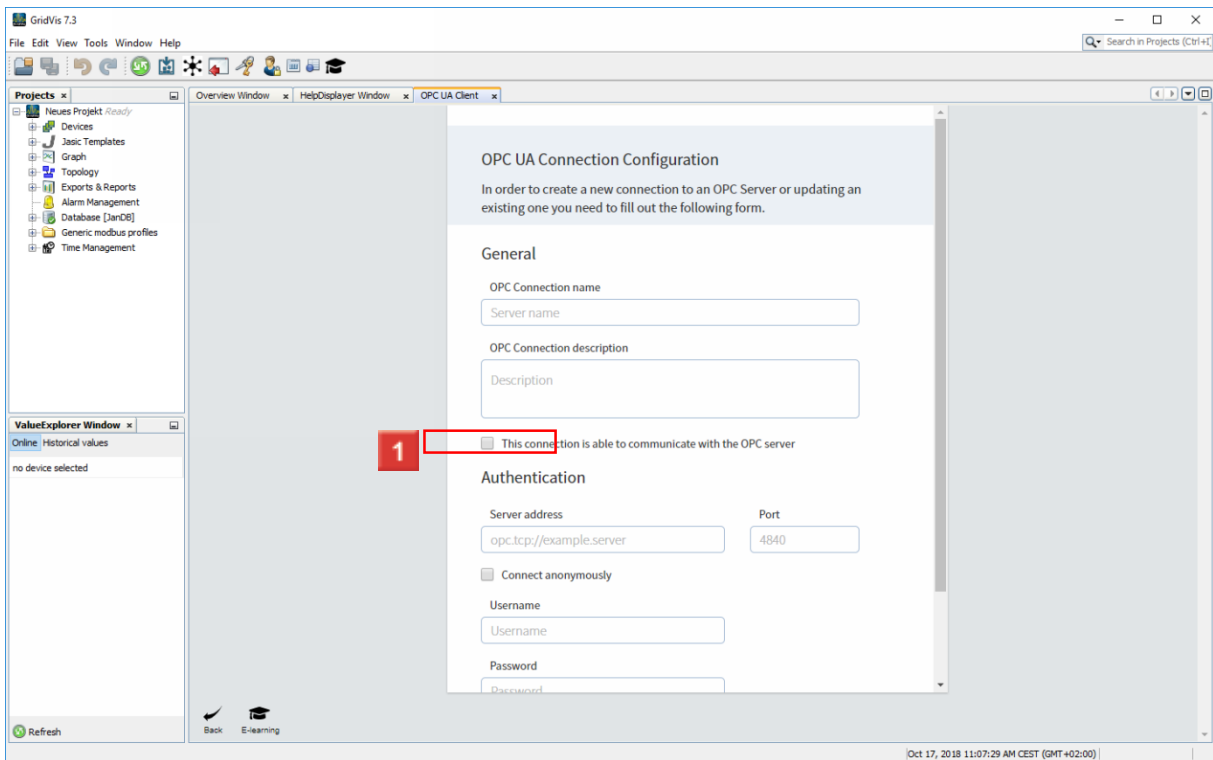 GridVis 7.3
File Edit View Tools Window Help
Search in Projects (Ctrl+I
Projects
Neues Projekt Ready
Devices
Jasic Templates
Graph
Topology
Exports & Reports
Alarm Management
Database [JanDB]
Generic modbus profiles
Time Management
ValueExplorer Window
Online Historical values
no device selected
Refresh
Overview Window
HelpDisplayer Window
OPC UA Client
OPC UA Connection Configuration
In order to create a new connection to an OPC Server or updating an
existing one you need to fill out the following form.
General
OPC Connection name
Server name
OPC Connection description
Description
1
This connection is able to communicate with the OPC server
Authentication
Server address Port
opc.tcp://example.server 4840
Connect anonymously
Username
Username
Password
Password
Back E-learning
Oct 17, 2018 11:07:29 AM CEST (GMT+02:00)